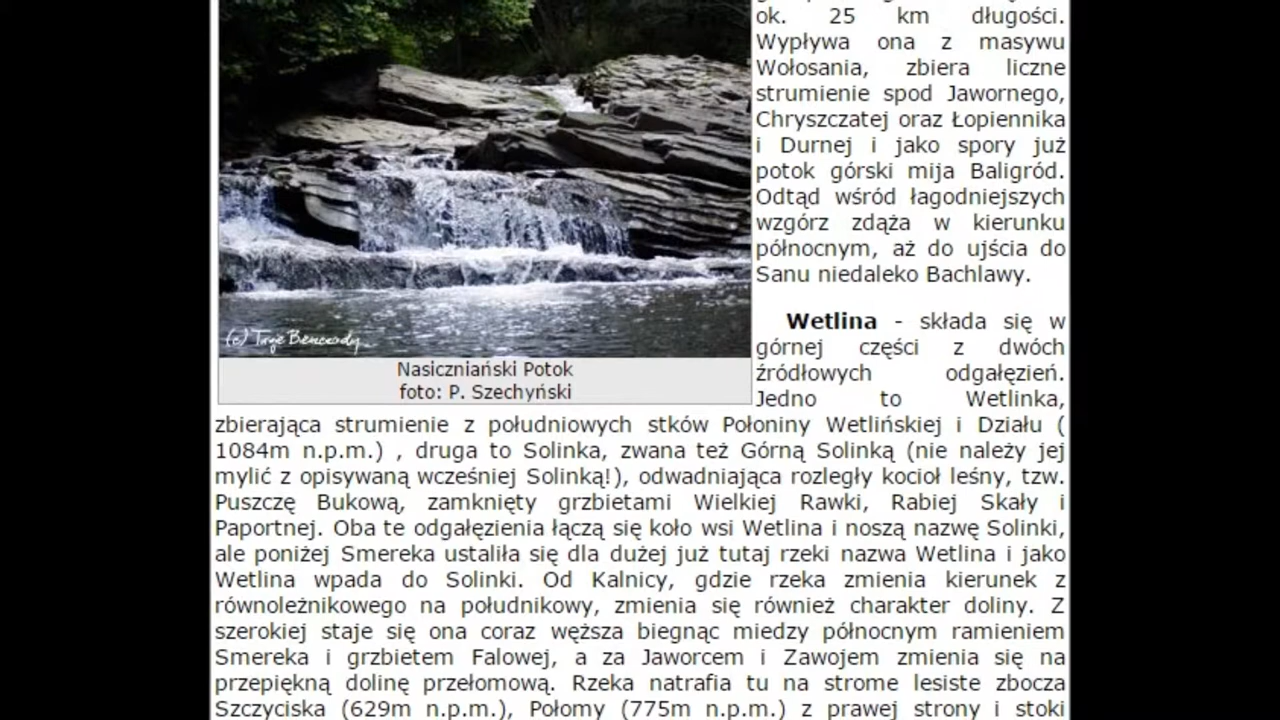 ok. 25 km długości.
Wypływa ona z masywu
Wołosania, zbiera liczne
strumienie spod Jawornego,
Chryszczatej oraz Łopiennika
i Durnej i jako spory już
potok górski mija Baligród.
Odtąd wśród łagodniejszych
wzgórz zdąża w kierunku
północnym, aż do ujścia do
Sanu niedaleko Bachlawy.
Wetlina - składa się w
górnej części z dwóch
źródłowych odgałęzień.
Jedno to Wetlinka,
(c)
Nasiczniański Potok
foto: P. Szechyński
zbierająca strumienie z południowych stków Połoniny Wetlińskiej i Działu (
1084m n.p.m.) , druga to Solinka, zwana też Górną Solinką (nie należy jej
mylić z opisywaną wcześniej Solinką!), odwadniająca rozległy kocioł leśny, tzw.
Puszczę Bukową, zamknięty grzbietami Wielkiej Rawki, Rabiej Skały i
Paportnej. Oba te odgałęzienia łączą się koło wsi Wetlina i noszą nazwę Solinki,
ale poniżej Smereka ustaliła się dla dużej już tutaj rzeki nazwa Wetlina i jako
Wetlina wpada do Solinki. Od Kalnicy, gdzie rzeka zmienia kierunek z
równoleżnikowego na południkowy, zmienia się również charakter doliny. Z
szerokiej staje się ona coraz węższa biegnąc miedzy północnym ramieniem
Smereka i grzbietem Falowej, a za Jaworcem i Zawojem zmienia się na
przepiękną dolinę przełomową. Rzeka natrafia tu na strome lesiste zbocza
Szczyciska (629m n.p.m.), Połomy (775m n.p.m.) z prawej strony i stoki